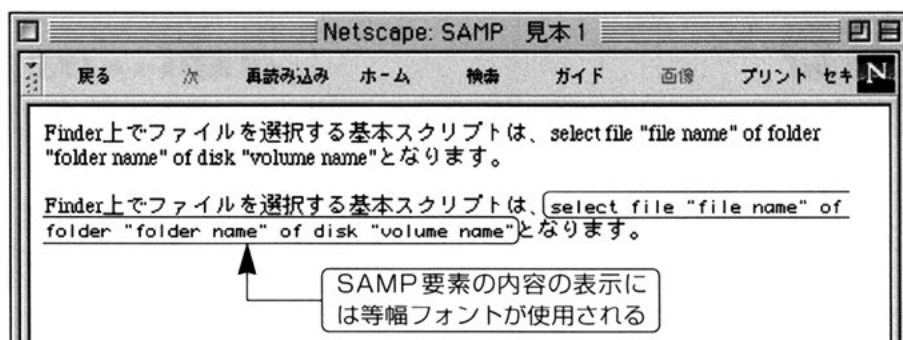 Netscape: SAMP 見本1
戻る 次 再読み込み ホーム 検索 ガイド 画像 プリント セキ N
Finder上でファイルを選択する基本スクリプトは、select file "file name" of folder
"folder name" of disk "volume name"となります。
Finder上でファイルを選択する基本スクリプトは、select file "file name" of
folder "folder name" of disk "volume name"となります。
SAMP要素の内容の表示に
は等幅フォントが使用される